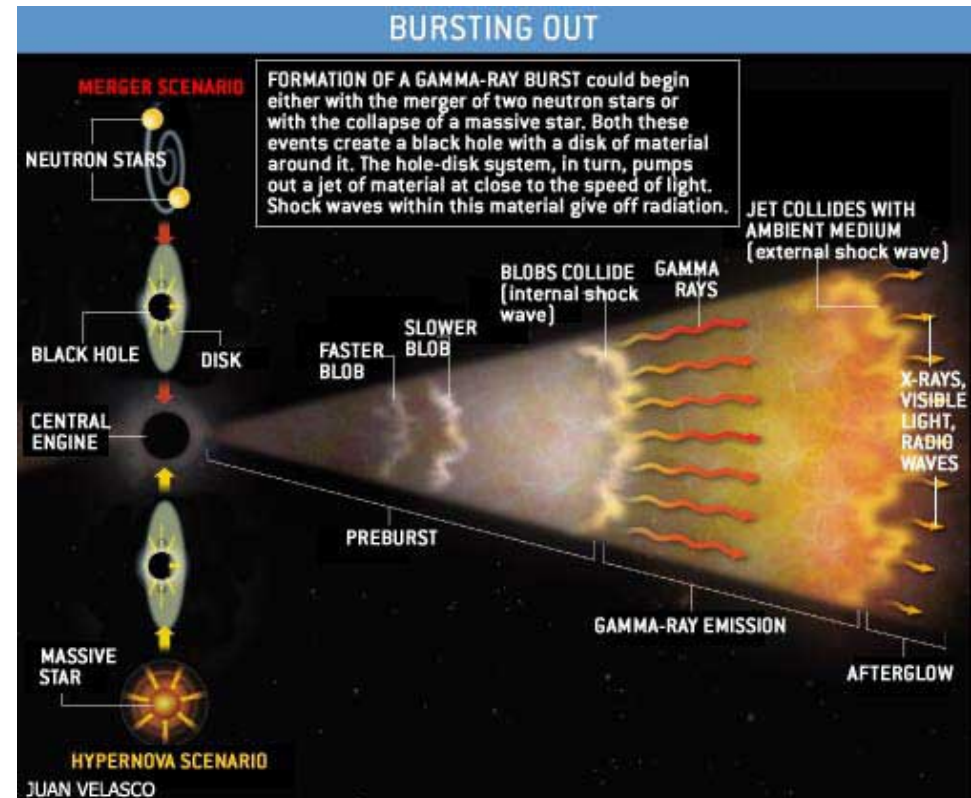 BURSTING OUT
MERGER SCENARIO
FORMATION OF A GAMMA-RAY BURST could begin
either with the merger of two neutron stars or
with the collapse of a massive star. Both these
events create a black hole with a disk of material
around it. The hole-disk system, in turn, pumps
out a jet of material at close to the speed of light.
Shock waves within this material give off radiation.
NEUTRON STARS
BLACK HOLE
DISK
CENTRAL
ENGINE
FASTER
BLOB
SLOWER
BLOB
BLOBS COLLIDE
(internal shock
wave)
GAMMA
RAYS
JET COLLIDES WITH
AMBIENT MEDIUM
(external shock wave)
X-RAYS,
VISIBLE
LIGHT,
RADIO
WAVES
PREBURST
GAMMA-RAY EMISSION
AFTERGLOW
MASSIVE
STAR
HYPERNOVA SCENARIO
JUAN VELASCO